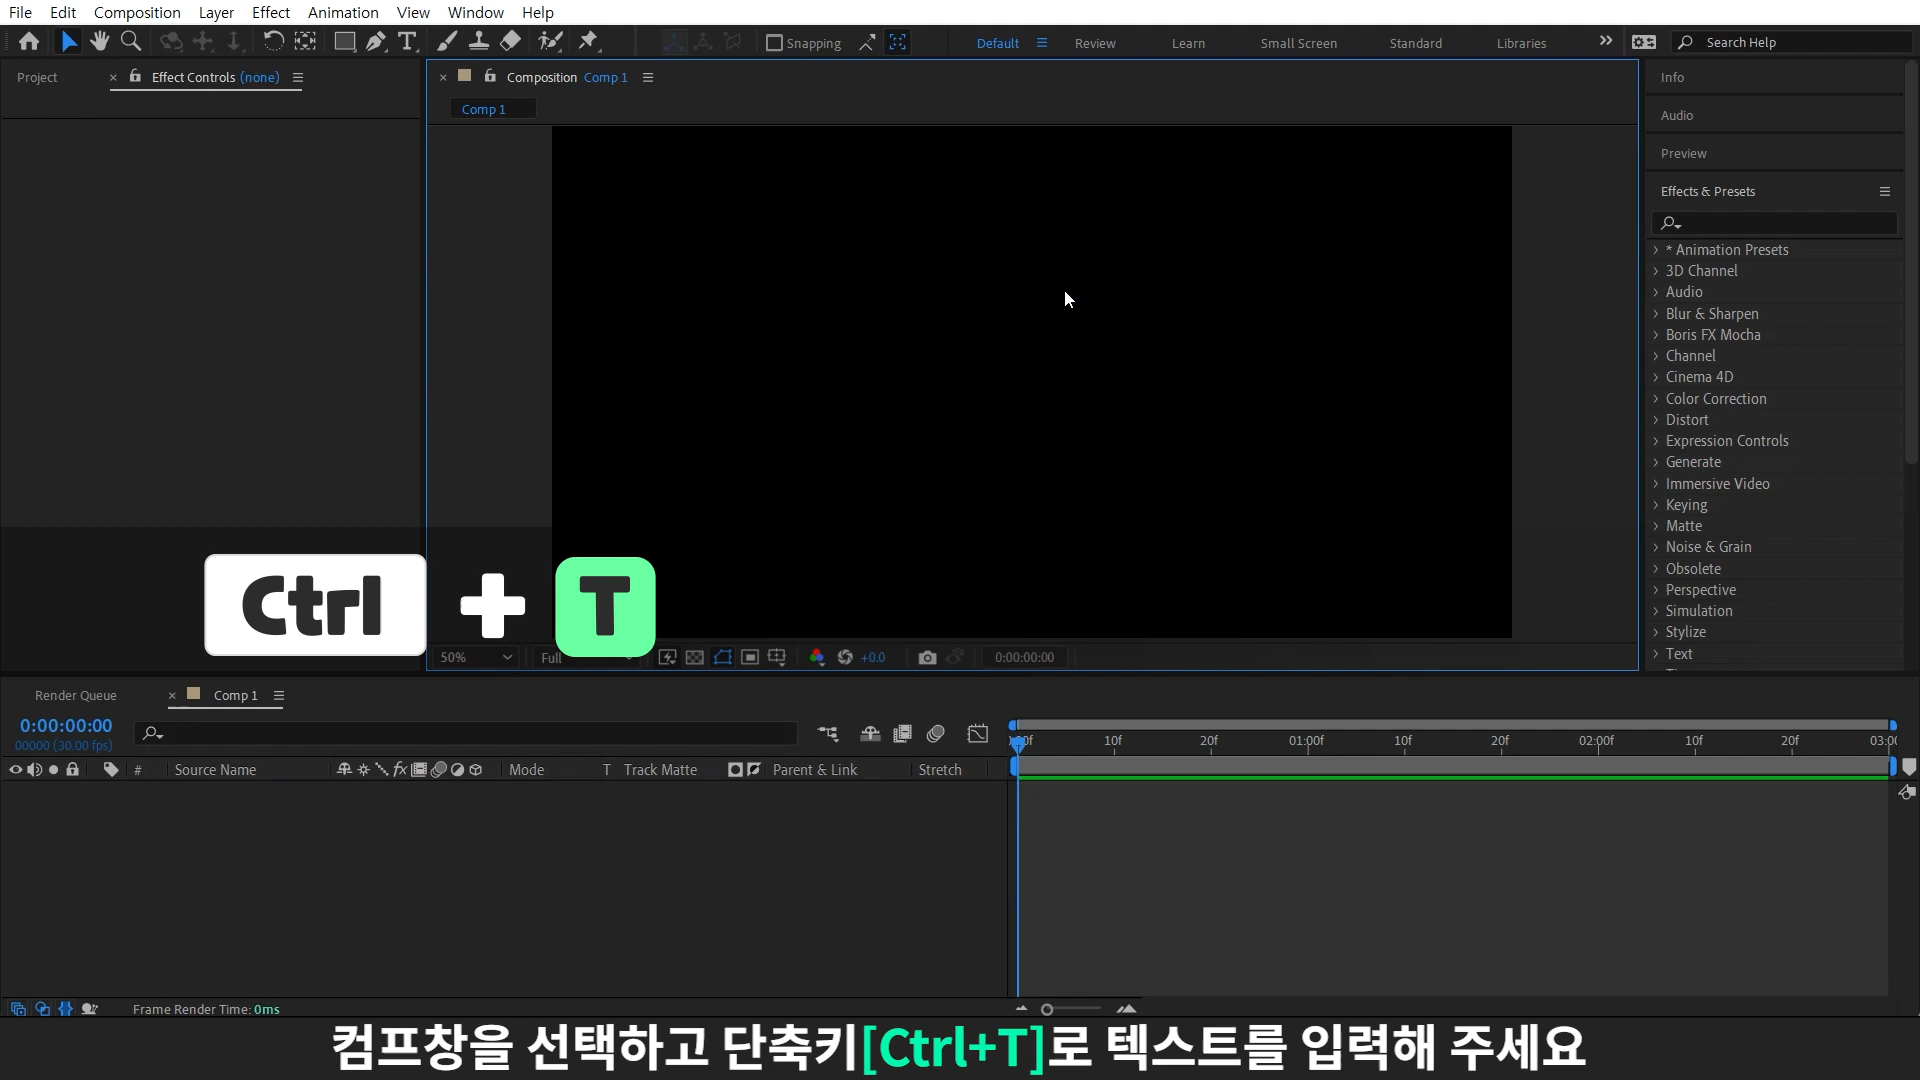 File Edit Composition Layer Effect Animation View Window Help
Snapping Default Review Learn Small Screen Standard Libraries Search Help
Project Effect Controls (none) Composition Comp 1 Info
Comp 1
Audio
Preview
Effects & Presets
* Animation Presets
3D Channel
Audio
Blur & Sharpen
Boris FX Mocha
Channel
Cinema 4D
Color Correction
Distort
Expression Controls
Generate
Immersive Video
Keying
Matte
Noise & Grain
Obsolete
Perspective
Simulation
Stylize
Text
Ctrl + T
50% Full +0.0 0:00:00:00
Render Queue Comp 1
0:00:00:00
00000 (30.00 fps)
10f 20f 01:00f 10f 20f 02:00f 10f 20f
# Source Name fx Mode T Track Matte Parent & Link Stretch
Frame Render Time: 0ms
컴프창을 선택하고 단축키[Ctrl+T]로 텍스트를 입력해 주세요